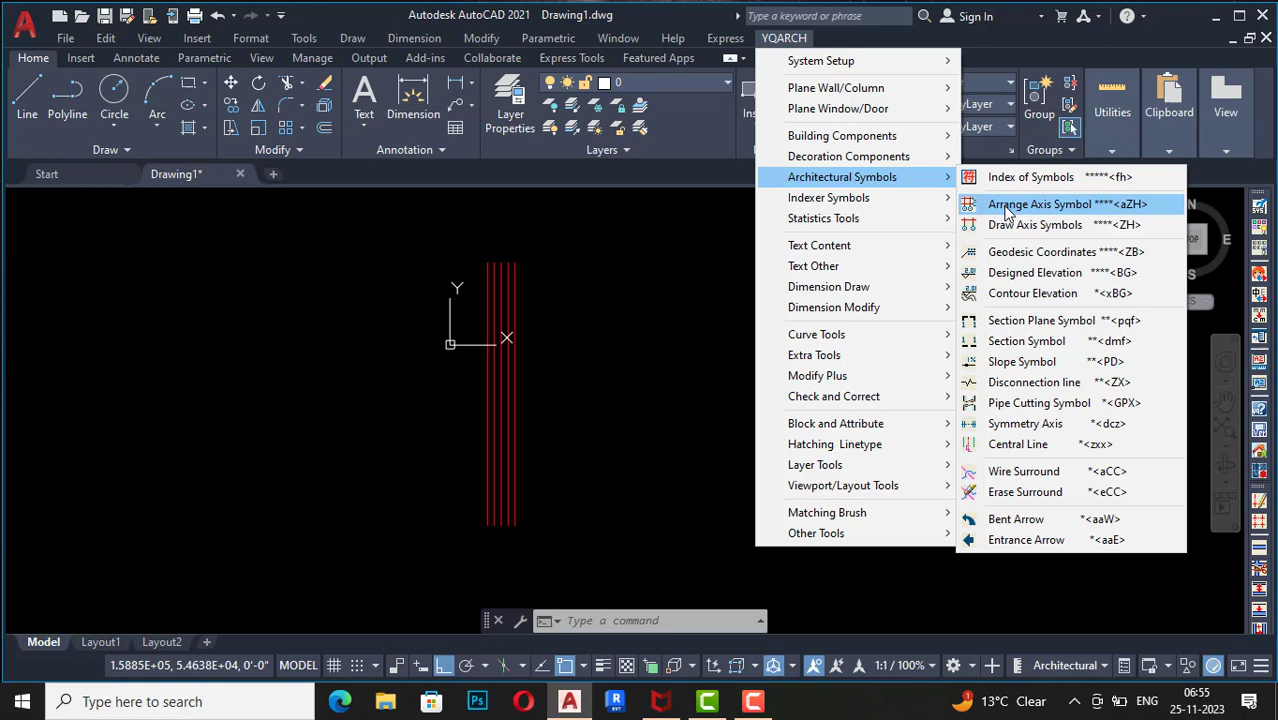 Autodesk AutoCAD 2021 Drawing1.dwg
Type a keyword or phrase
Sign In
File Edit View Insert Format Tools Draw Dimension Modify Parametric Window Help Express YQARCH
Home Insert Annotate Parametric View Manage Output Add-ins Collaborate Express Tools Featured Apps
Line Polyline Circle Arc
Text Dimension
Layer
Properties
0
Ins
Layer
yLayer
yLayer
Group
Utilities Clipboard View
Draw Modify Annotation Layers Groups
Start Drawing1*
System Setup
Plane Wall/Column
Plane Window/Door
Building Components
Decoration Components
Architectural Symbols
Indexer Symbols
Statistics Tools
Text Content
Text Other
Dimension Draw
Dimension Modify
Curve Tools
Extra Tools
Modify Plus
Check and Correct
Block and Attribute
Hatching Linetype
Layer Tools
Viewport/Layout Tools
Matching Brush
Other Tools
Index of Symbols *****<fh>
Arrange Axis Symbol ****<aZH>
Draw Axis Symbols ****<ZH>
Geodesic Coordinates ****<ZB>
Designed Elevation ****<BG>
Contour Elevation *<xBG>
Section Plane Symbol **<pqf>
Section Symbol **<dmf>
Slope Symbol **<PD>
Disconnection line **<ZX>
Pipe Cutting Symbol *<GPX>
Symmetry Axis *<dcz>
Central Line *<zxx>
Wire Surround *<aCC>
Erase Surround *<eCC>
Bent Arrow *<aaW>
Entrance Arrow *<aaE>
N
TOP
E
S
Y
X
Type a command
Model Layout1 Layout2 +
1.5885E+05, 5.4638E+04, 0'-0" MODEL 1:1 / 100% Architectural
Type here to search
13°C Clear ENG
06:55
25-11-2023